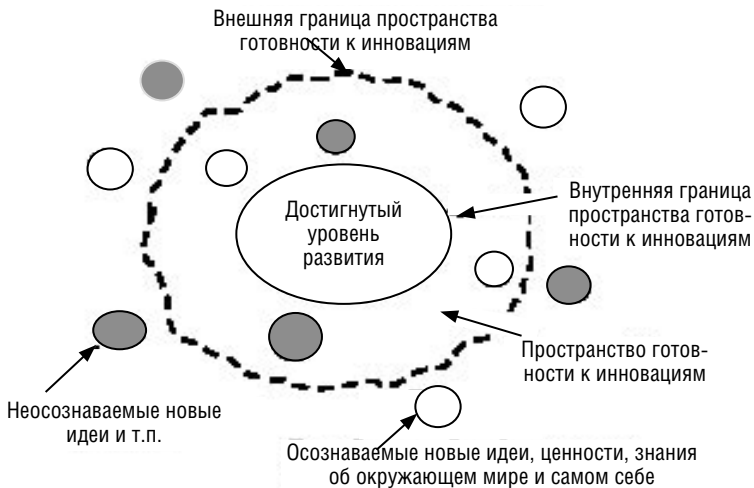 Внешняя граница пространства
готовности к инновациям
Достигнутый
уровень
развития
Внутренняя граница
пространства готов-
ности к инновациям
Пространство готов-
ности к инновациям
Неосознаваемые новые
идеи и т.п.
Осознаваемые новые идеи, ценности, знания
об окружающем мире и самом себе